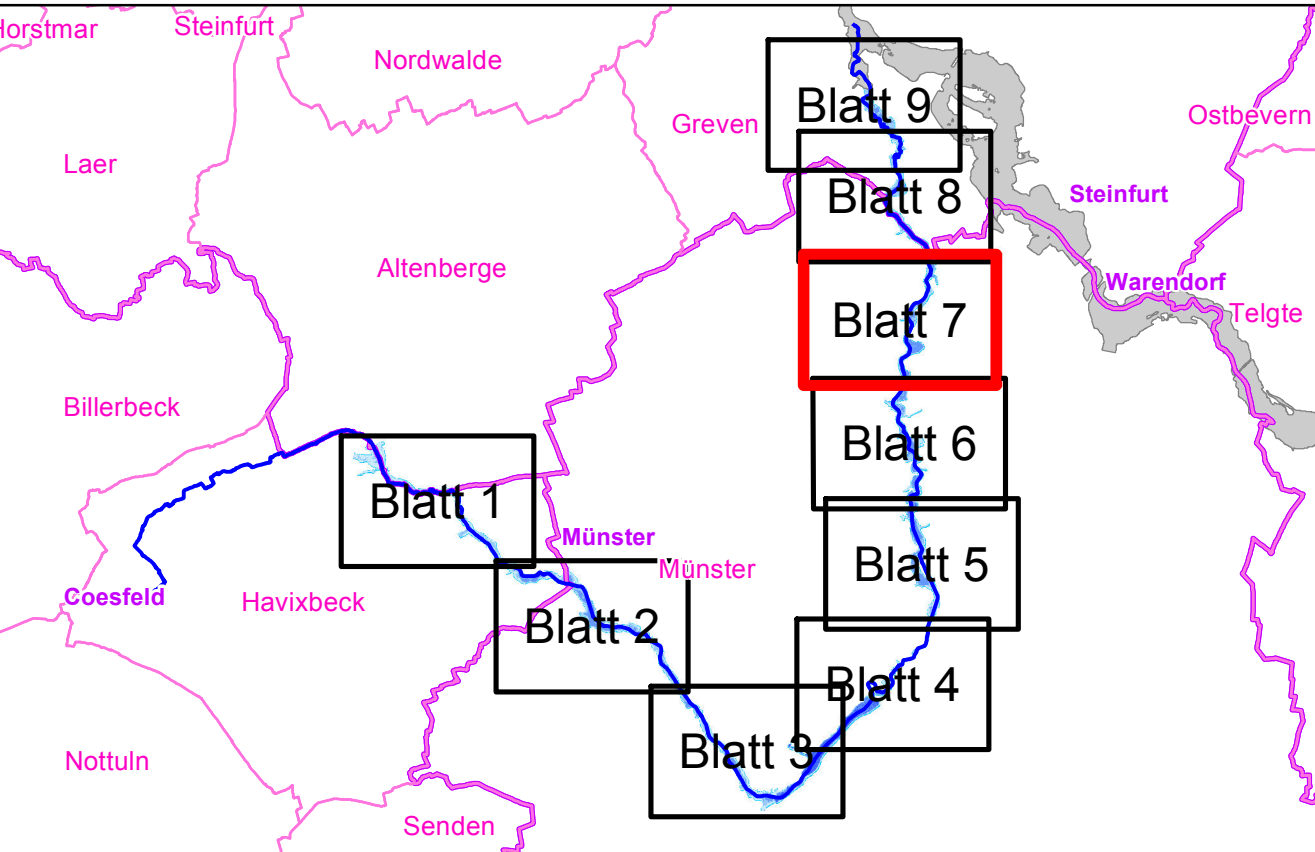 Horstmar
Steinfurt
Nordwalde
Blatt 9
Greven
Ostbevern
Laer
Blatt 8
Steinfurt
Altenberge
Warendorf
Telgte
Blatt 7
Billerbeck
Blatt 6
Blatt 1
Münster
Münster
Blatt 5
Coesfeld
Havixbeck
Blatt 2
Blatt 4
Blatt 3
Nottuln
Senden